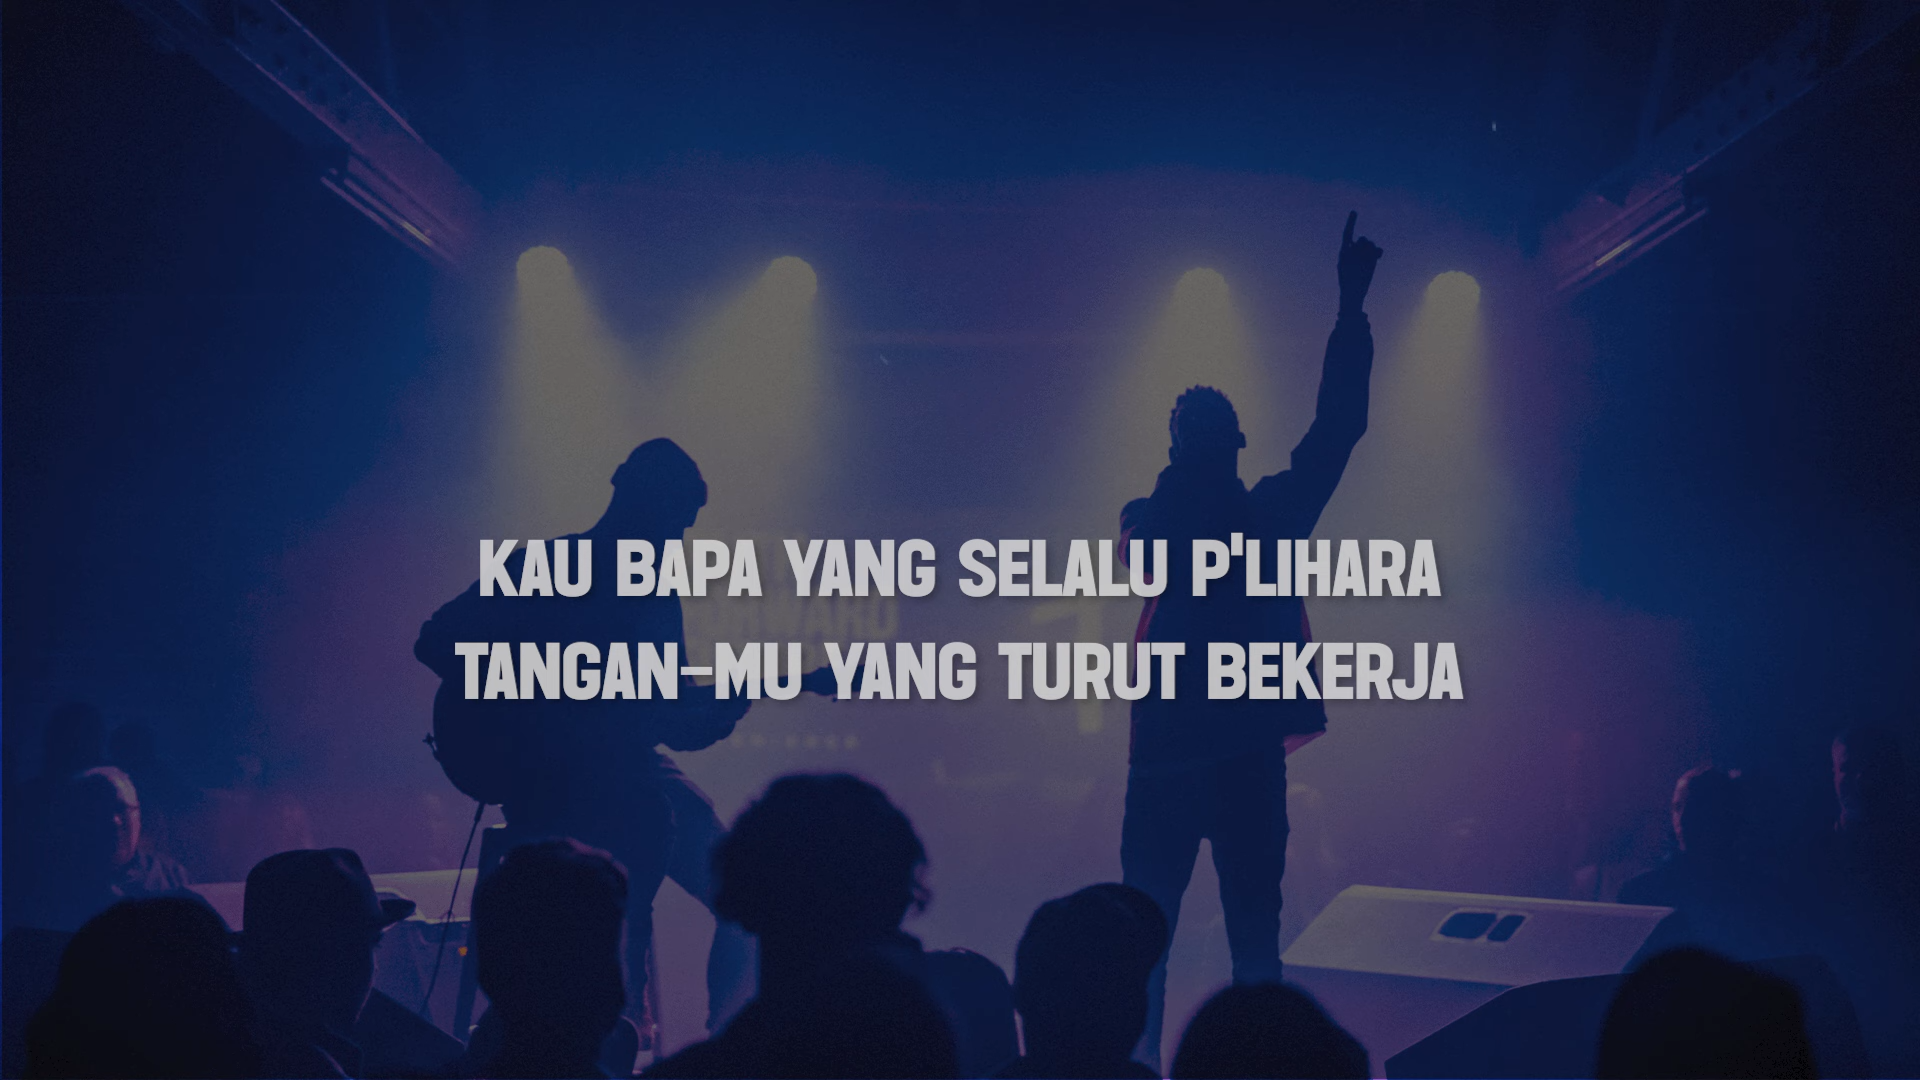 KAU BAPA YANG SELALU P'LIHARA
TANGAN-MU YANG TURUT BEKERJA